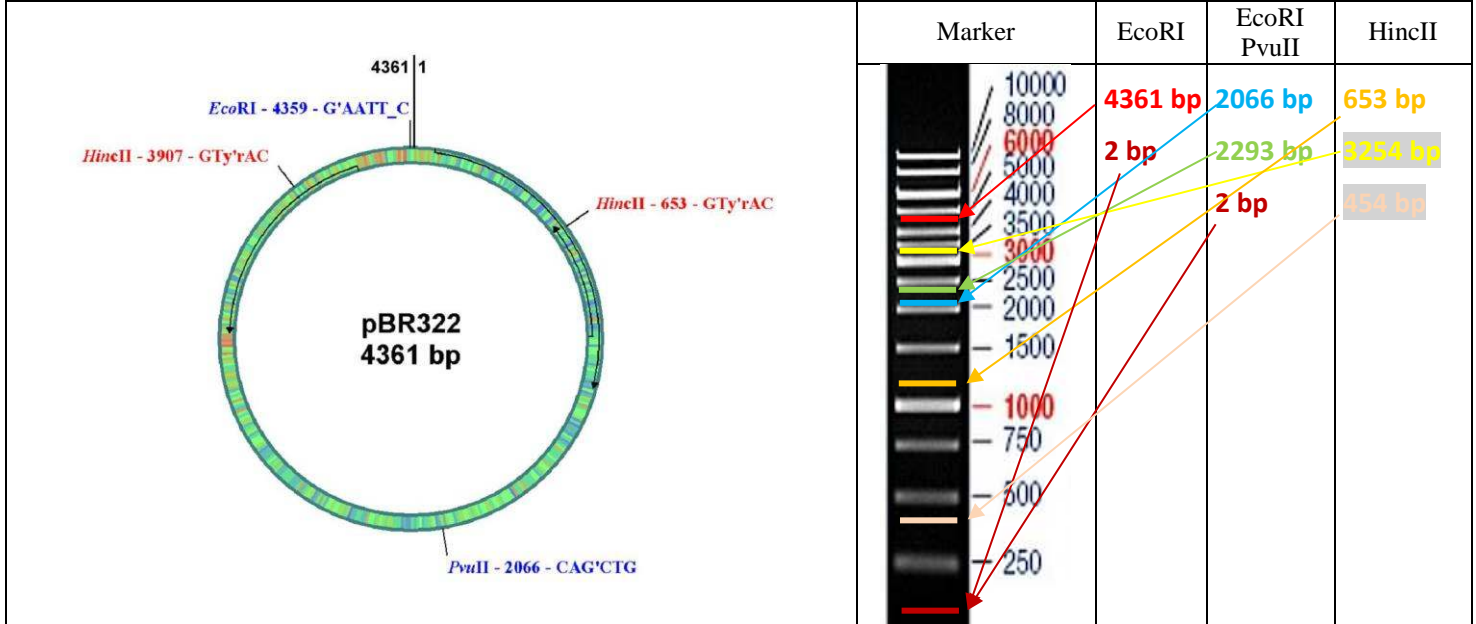 4361 1
EcoRI - 4359 - G'AATT_C
HincII - 3907 - GTy'rAC
HincII - 653 - GTy'rAC
pBR322
4361 bp
PvuII - 2066 - CAG'CTG
Marker
EcoRI
EcoRI
PvuII
HincII
10000
8000
6000
5000
4000
3500
3000
2500
2000
1500
1000
750
500
250
4361 bp
2 bp
2066 bp
2293 bp
2 bp
653 bp
3254 bp
454 bp